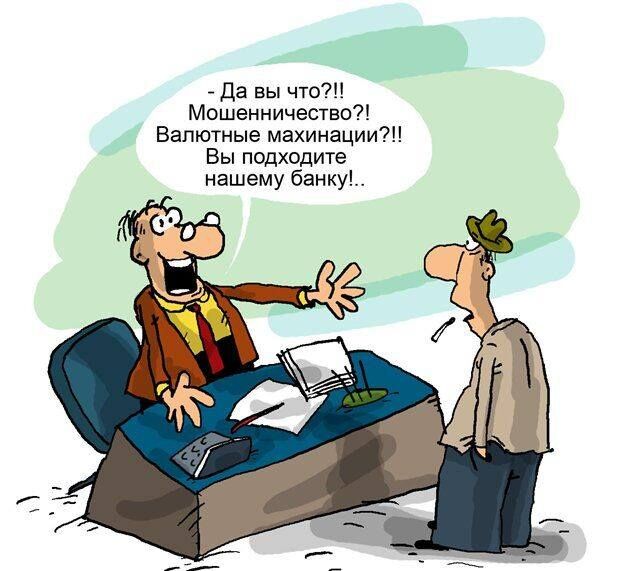 - Да вы что?!!
Мошенничество?!
Валютные махинации?!!
Вы подходите
нашему банку!..